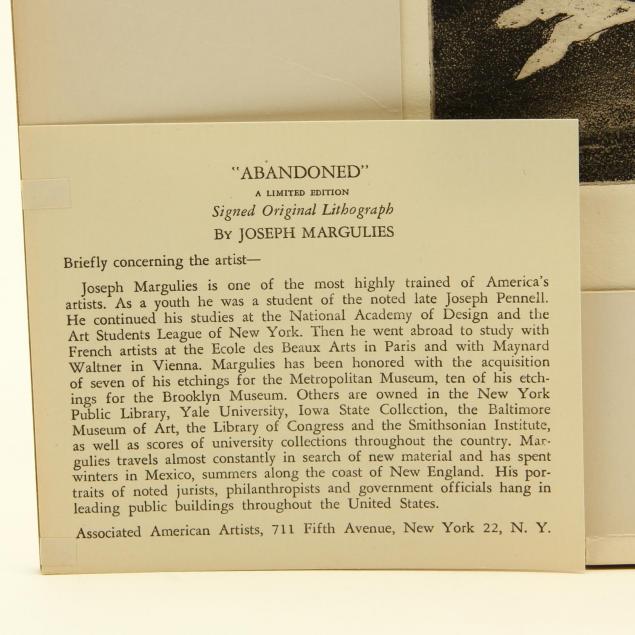 "ABANDONED"
A LIMITED EDITION
Signed Original Lithograph
BY JOSEPH MARGULIES
Briefly concerning the artist—
Joseph Margulies is one of the most highly trained of America's
artists. As a youth he was a student of the noted late Joseph Pennell.
He continued his studies at the National Academy of Design and the
Art Students League of New York. Then he went abroad to study with
French artists at the Ecole des Beaux Arts in Paris and with Maynard
Waltner in Vienna. Margulies has been honored with the acquisition
of seven of his etchings for the Metropolitan Museum, ten of his etch-
ings for the Brooklyn Museum. Others are owned in the New York
Public Library, Yale University, Iowa State Collection, the Baltimore
Museum of Art, the Library of Congress and the Smithsonian Institute,
as well as scores of university collections throughout the country. Mar-
gulies travels almost constantly in search of new material and has spent
winters in Mexico, summers along the coast of New England. His por-
traits of noted jurists, philanthropists and government officials hang in
leading public buildings throughout the United States.
Associated American Artists, 711 Fifth Avenue, New York 22, N. Y.